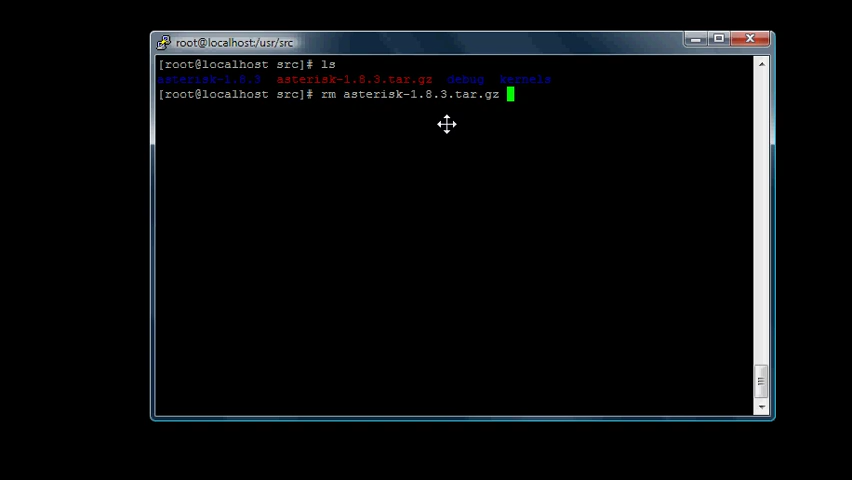 root@localhost:/usr/src
[root@localhost src]# ls
asterisk-1.8.3  asterisk-1.8.3.tar.gz  debug  kernels
[root@localhost src]# rm asterisk-1.8.3.tar.gz